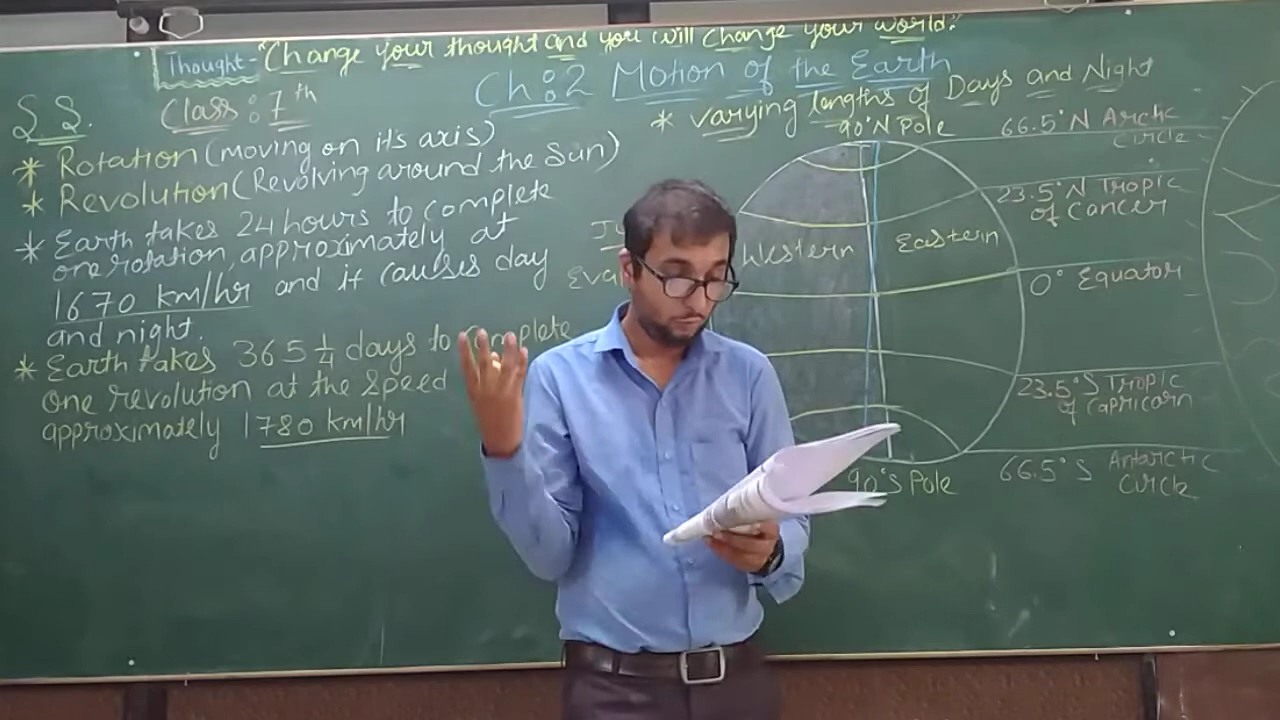 Thought - "Change your thought and you will change your world."
Ch:2 Motion of the Earth
S.S.
Class: 7th
* Rotation (moving on its axis)
* Revolution (Revolving around the Sun)
* Earth takes 24 hours to complete
one rotation, approximately at
1670 km/hr and it causes day
and night.
* Earth takes 365 1/4 days to complete
one revolution at the speed
approximately 1780 km/hr
* Varying lengths of Days and Night
90°N Pole
66.5°N Arctic
Circle
23.5°N Tropic
of Cancer
Western
Eastern
0° Equator
23.5°S Tropic
of Capricorn
90°S Pole
66.5°S Antarctic
Circle